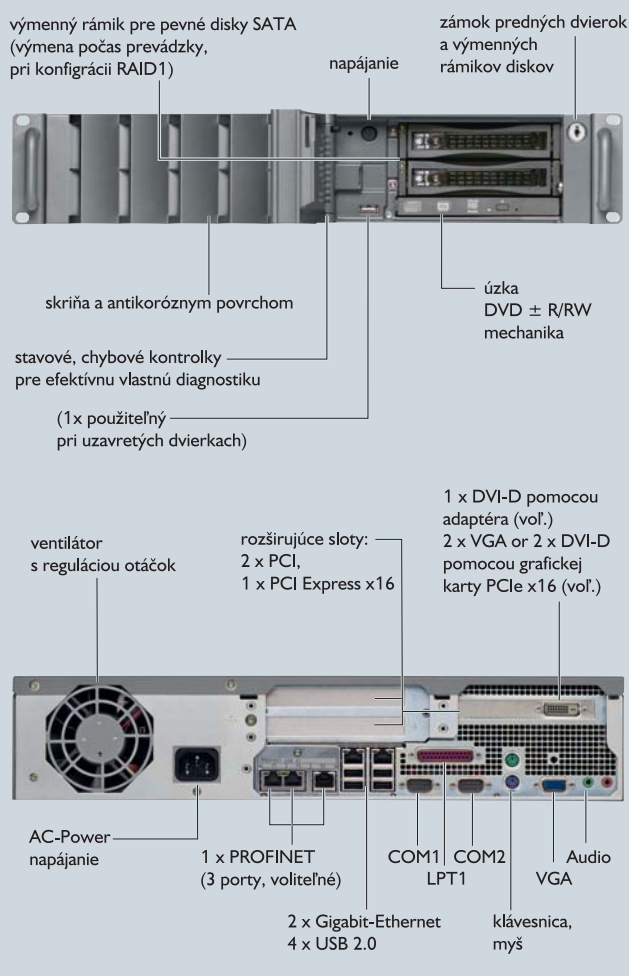 výmenný rámik pre pevné disky SATA
(výmena počas prevádzky,
pri konfigrácii RAID1)
napájanie
zámok predných dvierok
a výmenných
rámikov diskov
skriňa a antikoróznym povrchom
úzka
DVD ± R/RW
mechanika
stavové, chybové kontrolky
pre efektívnu vlastnú diagnostiku
(1x použiteľný
pri uzavretých dvierkach)
ventilátor
s reguláciou otáčok
rozširujúce sloty:
2 x PCI,
1 x PCI Express x16
1 x DVI-D pomocou
adaptéra (voľ.)
2 x VGA or 2 x DVI-D
pomocou grafickej
karty PCIe x16 (voľ.)
AC-Power
napájanie
1 x PROFINET
(3 porty, voliteľné)
COM1
COM2
LPT1
Audio
VGA
2 x Gigabit-Ethernet
4 x USB 2.0
klávesnica,
myš